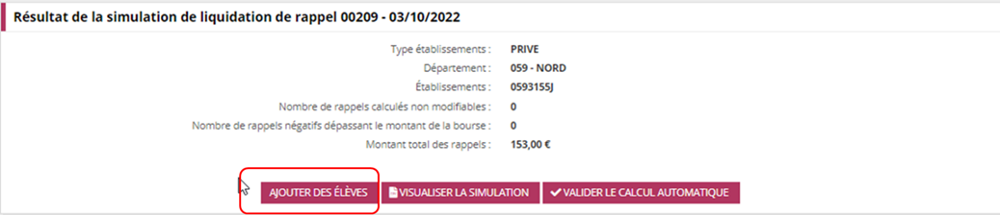 Résultat de la simulation de liquidation de rappel 00209 - 03/10/2022
Type établissements : PRIVE
Département : 059 - NORD
Établissements : 0593155J
Nombre de rappels calculés non modifiables : 0
Nombre de rappels négatifs dépassant le montant de la bourse : 0
Montant total des rappels : 153,00 €
AJOUTER DES ÉLÈVES VISUALISER LA SIMULATION VALIDER LE CALCUL AUTOMATIQUE